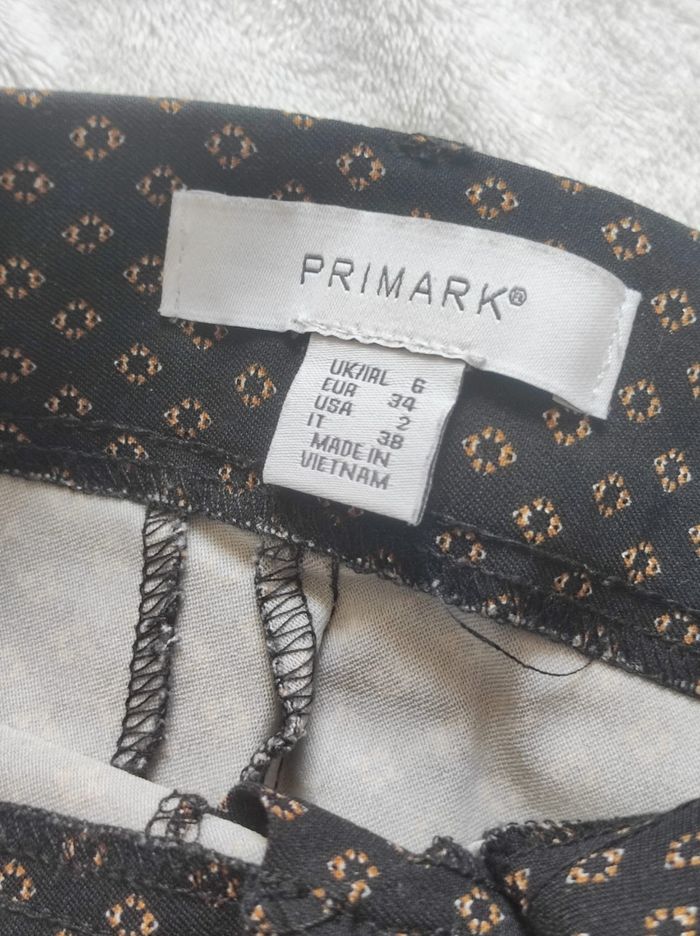 PRIMARK®
UK/IRL 6
EUR 34
USA 2
IT 38
MADE IN
VIETNAM